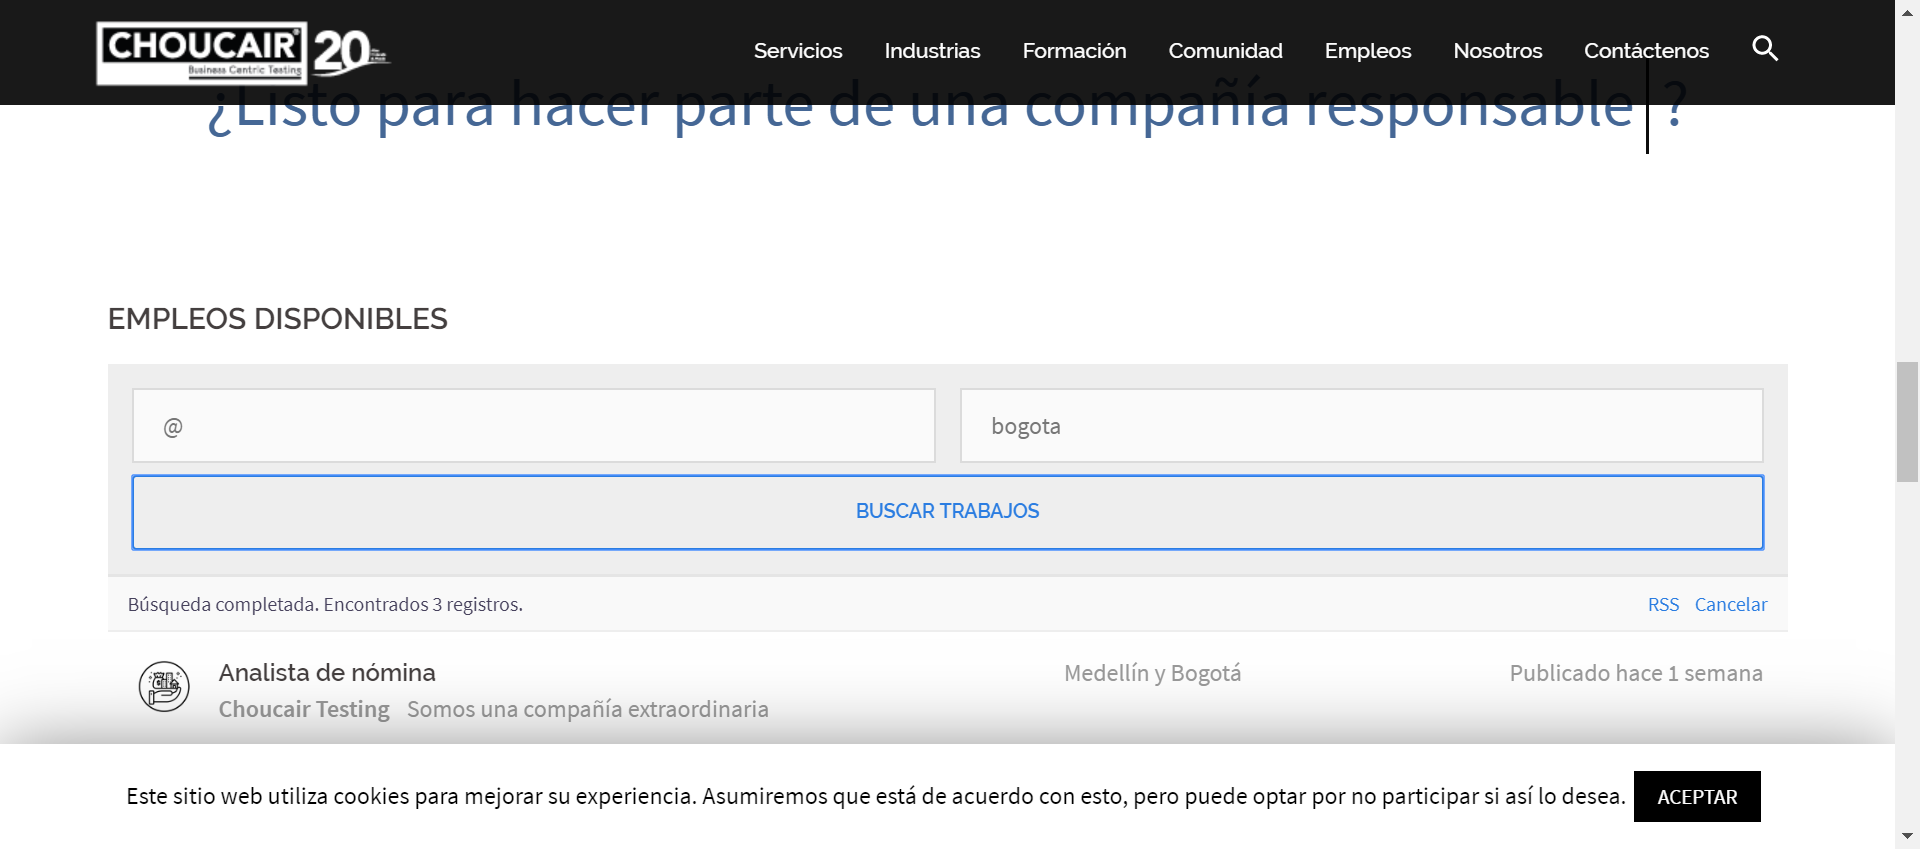 CHOUCAIR
Business Centric Testing
20
Servicios
Industrias
Formación
Comunidad
Empleos
Nosotros
Contáctenos
¿Listo para hacer parte de una compañía responsable ?
EMPLEOS DISPONIBLES
@
bogota
BUSCAR TRABAJOS
Búsqueda completada. Encontrados 3 registros.
RSS Cancelar
Analista de nómina
Medellín y Bogotá
Publicado hace 1 semana
Choucair Testing Somos una compañía extraordinaria
Este sitio web utiliza cookies para mejorar su experiencia. Asumiremos que está de acuerdo con esto, pero puede optar por no participar si así lo desea.
ACEPTAR